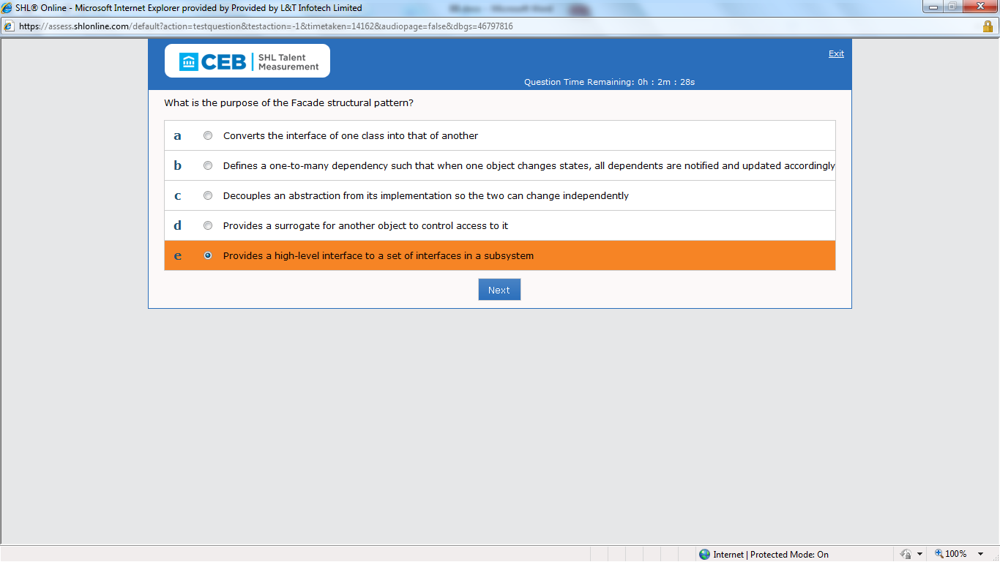 SHL® Online - Microsoft Internet Explorer provided by Provided by L&T Infotech Limited
https://assess.shlonline.com/default?action=testquestion&testaction=-1&timetaken=14162&audiopage=false&dbgs=46797816
CEB SHL Talent
Measurement
Exit
Question Time Remaining: 0h : 2m : 28s
What is the purpose of the Facade structural pattern?
a Converts the interface of one class into that of another
b Defines a one-to-many dependency such that when one object changes states, all dependents are notified and updated accordingly
c Decouples an abstraction from its implementation so the two can change independently
d Provides a surrogate for another object to control access to it
e Provides a high-level interface to a set of interfaces in a subsystem
Next
Internet | Protected Mode: On
100%